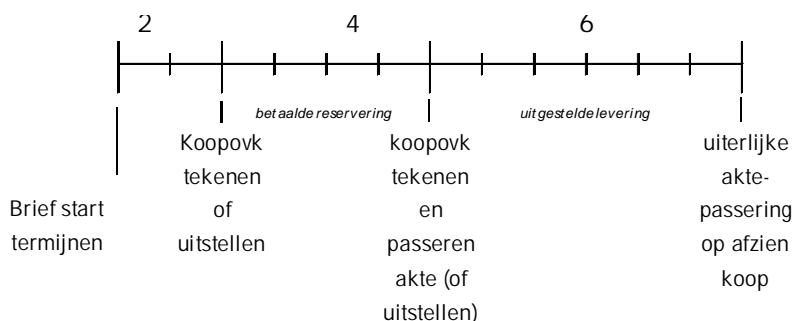 2 4 6
betaalde reservering uitgestelde levering
Brief start
termijnen
Koopovk
tekenen
of
uitstellen
koopovk
tekenen
en
passeren
akte (of
uitstellen)
uiterlijke
akte-
passering
op afzien
koop